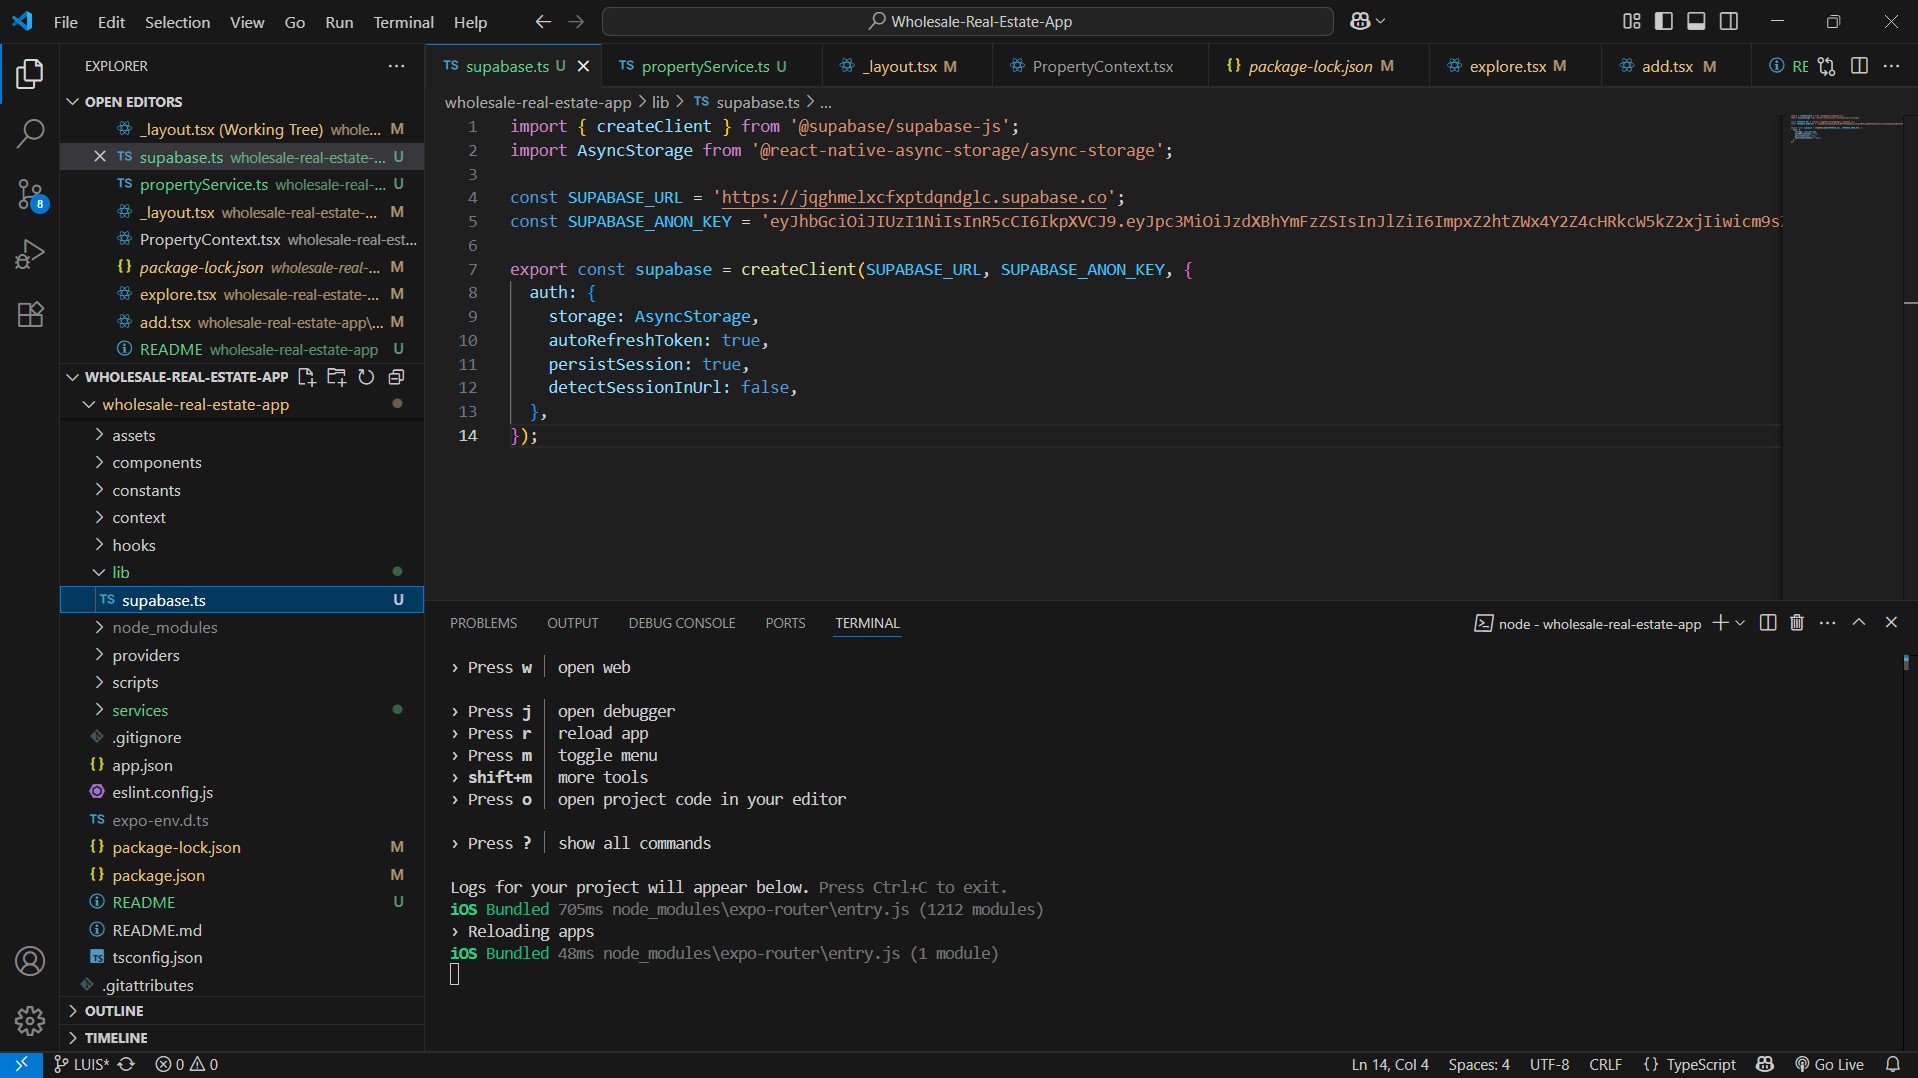 File Edit Selection View Go Run Terminal Help
Wholesale-Real-Estate-App
EXPLORER
OPEN EDITORS
_layout.tsx (Working Tree) whole... M
supabase.ts wholesale-real-estate-... U
propertyService.ts wholesale-real-... U
_layout.tsx wholesale-real-estate-... M
PropertyContext.tsx wholesale-real-est...
package-lock.json wholesale-real-... M
explore.tsx wholesale-real-estate-... M
add.tsx wholesale-real-estate-app\... M
README wholesale-real-estate-app U
WHOLESALE-REAL-ESTATE-APP
wholesale-real-estate-app
assets
components
constants
context
hooks
lib
TS supabase.ts U
node_modules
providers
scripts
services
.gitignore
{} app.json
eslint.config.js
TS expo-env.d.ts
{} package-lock.json M
{} package.json M
README U
README.md
tsconfig.json
.gitattributes
OUTLINE
TIMELINE
8
TS supabase.ts U
TS propertyService.ts U
_layout.tsx M
PropertyContext.tsx
{} package-lock.json M
explore.tsx M
add.tsx M
RE
wholesale-real-estate-app > lib > TS supabase.ts > ...
1 import { createClient } from '@supabase/supabase-js';
2 import AsyncStorage from '@react-native-async-storage/async-storage';
3
4 const SUPABASE_URL = 'https://jqghmelxcfxptdqndglc.supabase.co';
5 const SUPABASE_ANON_KEY = 'eyJhbGciOiJIUzI1NiIsInR5cCI6IkpXVCJ9.eyJpc3MiOiJzdXBhYmFzZSIsInJlZiI6ImpxZ2htZWx4Y2Z4cHRkcW5kZ2xjIiwicm9s
6
7 export const supabase = createClient(SUPABASE_URL, SUPABASE_ANON_KEY, {
8 auth: {
9 storage: AsyncStorage,
10 autoRefreshToken: true,
11 persistSession: true,
12 detectSessionInUrl: false,
13 },
14 });
PROBLEMS OUTPUT DEBUG CONSOLE PORTS TERMINAL
node - wholesale-real-estate-app
› Press w │ open web
› Press j │ open debugger
› Press r │ reload app
› Press m │ toggle menu
› shift+m │ more tools
› Press o │ open project code in your editor
› Press ? │ show all commands
Logs for your project will appear below. Press Ctrl+C to exit.
iOS Bundled 705ms node_modules\expo-router\entry.js (1212 modules)
› Reloading apps
iOS Bundled 48ms node_modules\expo-router\entry.js (1 module)
LUIS* 0 0
Ln 14, Col 4 Spaces: 4 UTF-8 CRLF {} TypeScript Go Live